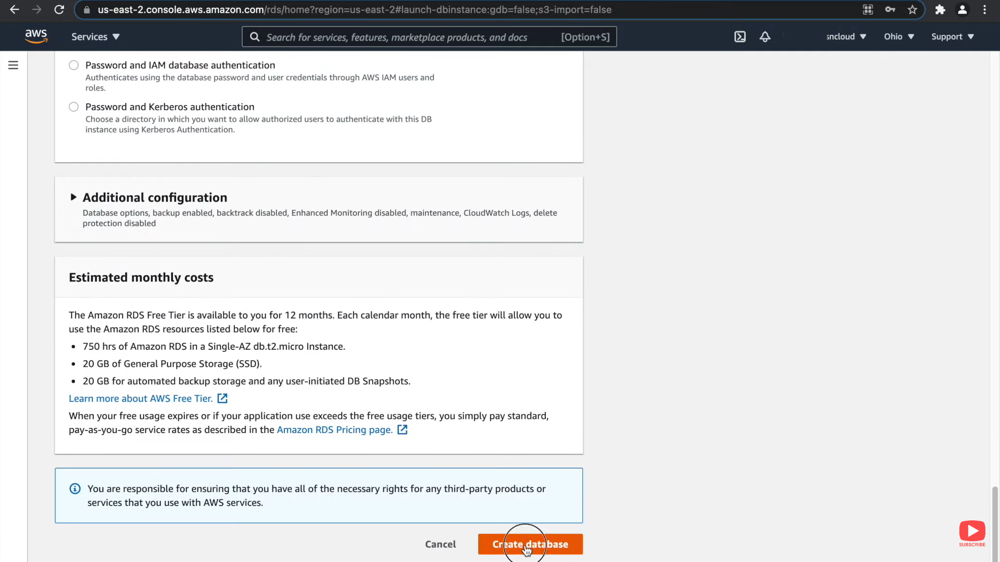 us-east-2.console.aws.amazon.com/rds/home?region=us-east-2#launch-dbinstance:gdb=false;s3-import=false
aws
Services
Search for services, features, marketplace products, and docs [Option+S]
sncloud
Ohio
Support
Password and IAM database authentication
Authenticates using the database password and user credentials through AWS IAM users and
roles.
Password and Kerberos authentication
Choose a directory in which you want to allow authorized users to authenticate with this DB
instance using Kerberos Authentication.
Additional configuration
Database options, backup enabled, backtrack disabled, Enhanced Monitoring disabled, maintenance, CloudWatch Logs, delete
protection disabled
Estimated monthly costs
The Amazon RDS Free Tier is available to you for 12 months. Each calendar month, the free tier will allow you to
use the Amazon RDS resources listed below for free:
• 750 hrs of Amazon RDS in a Single-AZ db.t2.micro Instance.
• 20 GB of General Purpose Storage (SSD).
• 20 GB for automated backup storage and any user-initiated DB Snapshots.
Learn more about AWS Free Tier.
When your free usage expires or if your application use exceeds the free usage tiers, you simply pay standard,
pay-as-you-go service rates as described in the Amazon RDS Pricing page.
You are responsible for ensuring that you have all of the necessary rights for any third-party products or
services that you use with AWS services.
Cancel
Create database
SUBSCRIBE